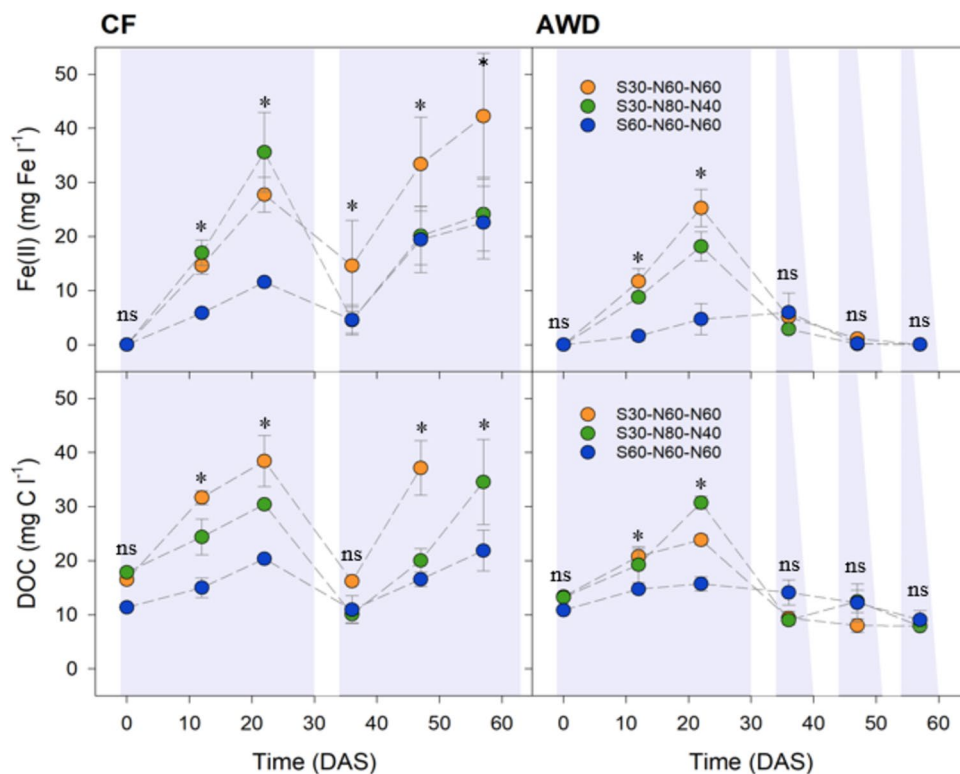 CF
AWD
Fe(II) (mg Fe l⁻¹)
50
40
30
20
10
0
ns
*
*
*
*
*
S30-N60-N60
S30-N80-N40
S60-N60-N60
ns
*
*
ns
ns
ns
DOC (mg C l⁻¹)
50
40
30
20
10
0
ns
*
*
ns
*
*
S30-N60-N60
S30-N80-N40
S60-N60-N60
ns
*
*
ns
ns
ns
0 10 20 30 40 50 60
0 10 20 30 40 50 60
Time (DAS)
Time (DAS)